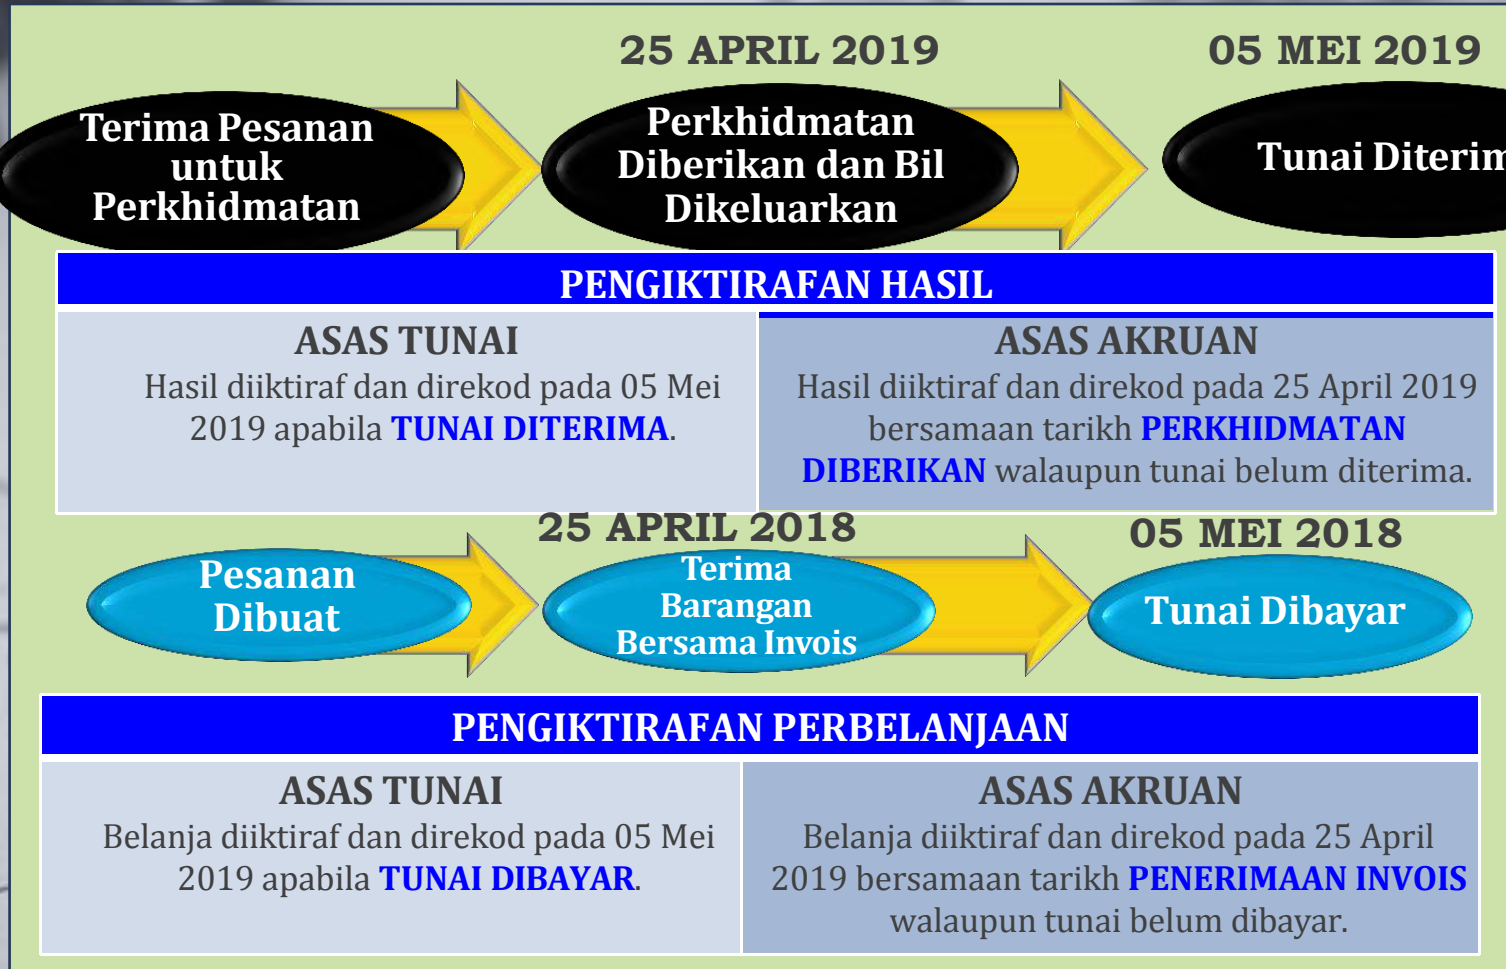 25 APRIL 2019
05 MEI 2019
Terima Pesanan
untuk
Perkhidmatan
Perkhidmatan
Diberikan dan Bil
Dikeluarkan
Tunai Diterim
PENGIKTIRAFAN HASIL
ASAS TUNAI
Hasil diiktiraf dan direkod pada 05 Mei
2019 apabila TUNAI DITERIMA.
ASAS AKRUAN
Hasil diiktiraf dan direkod pada 25 April 2019
bersamaan tarikh PERKHIDMATAN
DIBERIKAN walaupun tunai belum diterima.
25 APRIL 2018
05 MEI 2018
Pesanan
Dibuat
Terima
Barangan
Bersama Invois
Tunai Dibayar
PENGIKTIRAFAN PERBELANJAAN
ASAS TUNAI
Belanja diiktiraf dan direkod pada 05 Mei
2019 apabila TUNAI DIBAYAR.
ASAS AKRUAN
Belanja diiktiraf dan direkod pada 25 April
2019 bersamaan tarikh PENERIMAAN INVOIS
walaupun tunai belum dibayar.